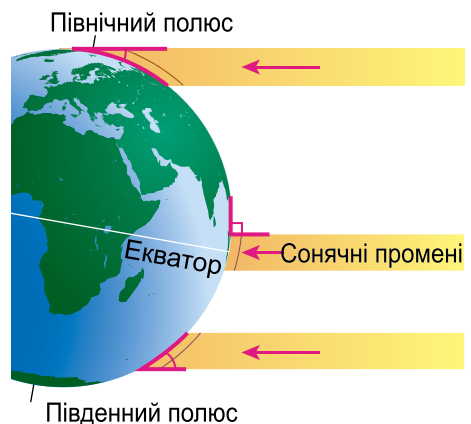 Північний полюс
Екватор
Сонячні промені
Південний полюс